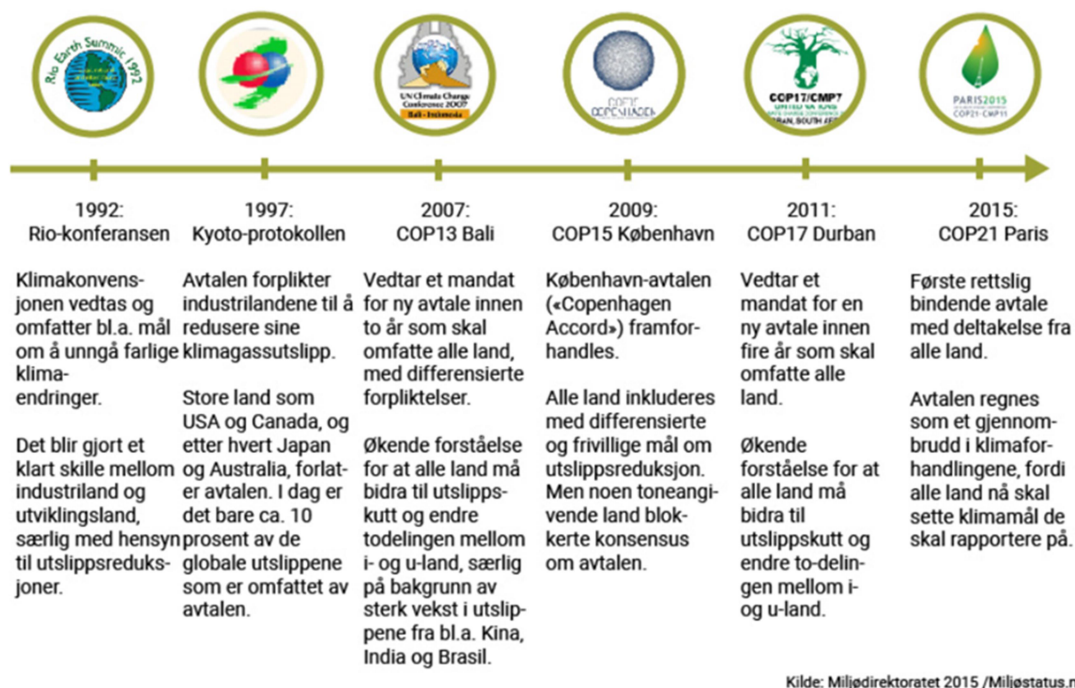 Rio Earth Summit 1992
UN Climate Change
Conference 2007
Bali - Indonesia
COP15
COPENHAGEN
COP17/CMP7
UNITED NATIONS
CLIMATE CHANGE CONFERENCE
DURBAN, SOUTH AFRICA
PARIS2015
COP21-CMP11
1992:
Rio-konferansen
Klimakonvens-
jonen vedtas og
omfatter bl.a. mål
om å unngå farlige
klima-
endringer.
Det blir gjort et
klart skille mellom
industriland og
utviklingsland,
særlig med hensyn
til utslippsreduks-
joner.
1997:
Kyoto-protokollen
Avtalen forplikter
industrilandene til å
redusere sine
klimagassutslipp.
Store land som
USA og Canada, og
etter hvert Japan
og Australia, forlat-
er avtalen. I dag er
det bare ca. 10
prosent av de
globale utslippene
som er omfattet av
avtalen.
2007:
COP13 Bali
Vedtar et mandat
for ny avtale innen
to år som skal
omfatte alle land,
med differensierte
forpliktelser.
Økende forståelse
for at alle land må
bidra til utslipps-
kutt og endre
todelingen mellom
i- og u-land, særlig
på bakgrunn av
sterk vekst i utslip-
pene fra bl.a. Kina,
India og Brasil.
2009:
COP15 København
København-avtalen
(«Copenhagen
Accord») framfor-
handles.
Alle land inkluderes
med differensierte
og frivillige mål om
utslippsreduksjon.
Men noen toneangi-
vende land blok-
kerte konsensus
om avtalen.
2011:
COP17 Durban
Vedtar et
mandat for en
ny avtale innen
fire år som skal
omfatte alle
land.
Økende
forståelse for at
alle land må
bidra til
utslippskutt og
endre to-delin-
gen mellom i-
og u-land.
2015:
COP21 Paris
Første rettslig
bindende avtale
med deltakelse fra
alle land.
Avtalen regnes
som et gjennom-
brudd i klimafor-
handlingene, fordi
alle land nå skal
sette klimamål de
skal rapportere på.
Kilde: Miljødirektoratet 2015 /Miljøstatus.n